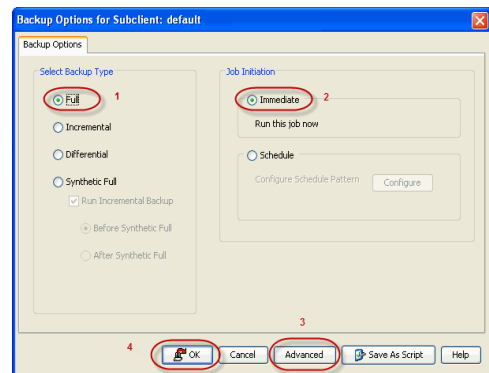 Backup Options for Subclient: default
Backup Options
Select Backup Type
Full
1
Incremental
Differential
Synthetic Full
Run Incremental Backup
Before Synthetic Full
After Synthetic Full
Job Initiation
Immediate
2
Run this job now
Schedule
Configure Schedule Pattern
Configure
3
4
OK
Cancel
Advanced
Save As Script
Help